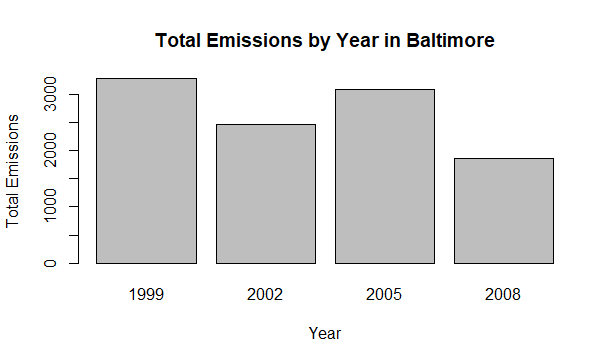 Total Emissions by Year in Baltimore
Total Emissions
3000
2000
1000
0
1999 2002 2005 2008
Year